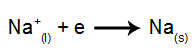 Na⁺(l) + e ⟶ Na(s)